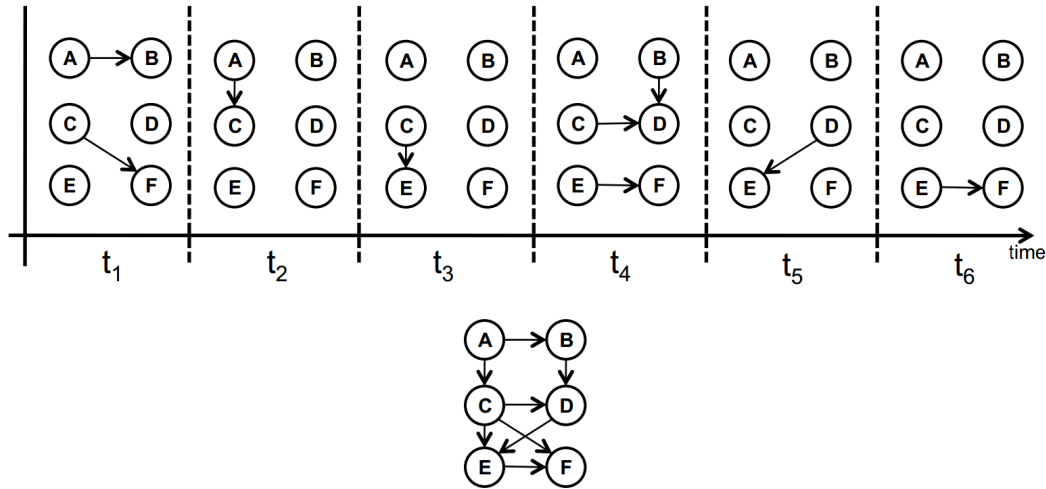 A B A B A B A B A B A B
C D C D C D C D C D C D
E F E F E F E F E F E F
t1 t2 t3 t4 t5 t6 time
A B
C D
E F